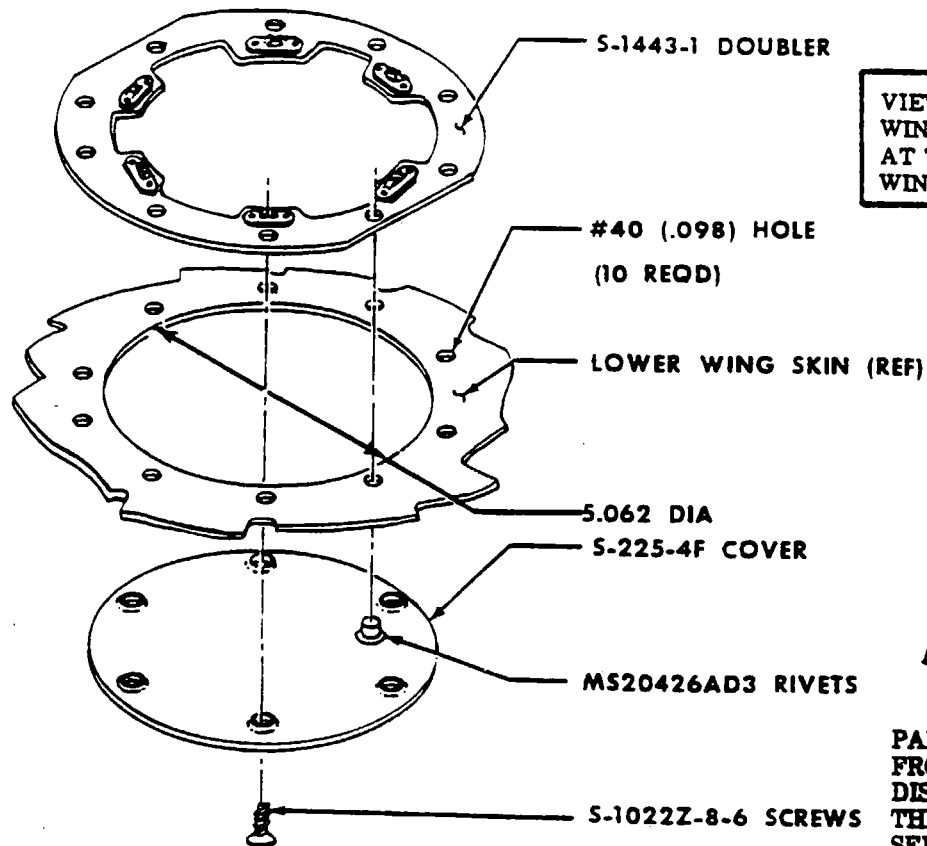 S-1443-1 DOUBLER
VIE
WIN
AT
WIN
#40 (.098) HOLE
(10 REQD)
LOWER WING SKIN (REF)
5.062 DIA
S-225-4F COVER
MS20426AD3 RIVETS
PA
FRO
DIS
TH
SE
S-1022Z-8-6 SCREWS